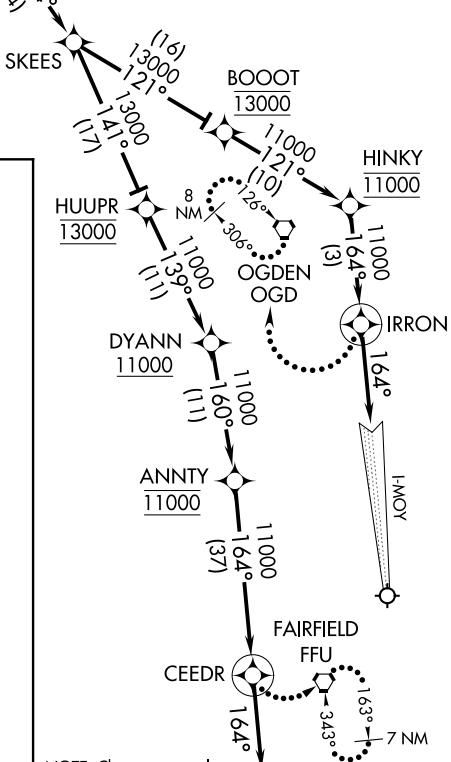 SKEES
(16)
13000
121°
BOOOT
13000
13000
141°
(17)
11000
121°
(10)
HINKY
11000
HUUPR
13000
8
NM
126°
306°
11000
164°
(3)
11000
139°
(11)
OGDEN
OGD
IRRON
DYANN
11000
164°
11000
160°
(11)
ANNTY
11000
I-MOY
11000
164°
(37)
FAIRFIELD
FFU
CEEDR
163°
343°
7 NM
164°